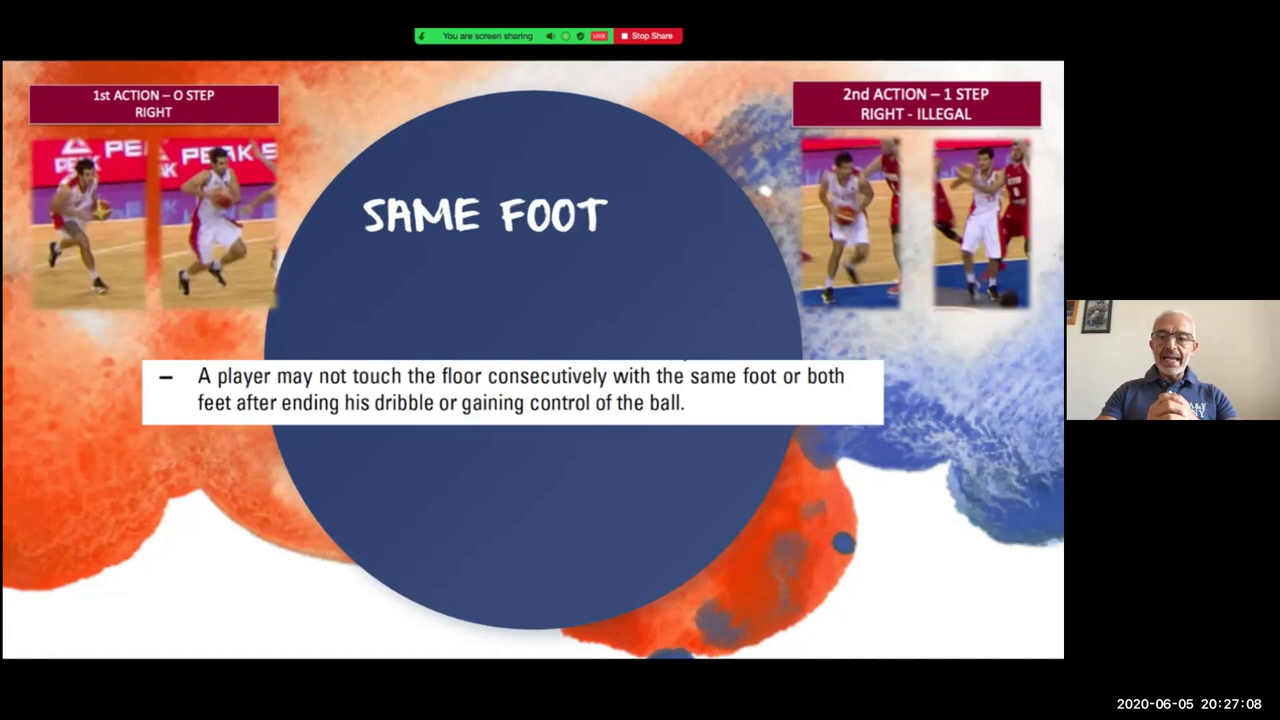 You are screen sharing
LIVE
Stop Share
1st ACTION – O STEP
RIGHT
2nd ACTION – 1 STEP
RIGHT - ILLEGAL
PEAK
PEAK
SAME FOOT
– A player may not touch the floor consecutively with the same foot or both
feet after ending his dribble or gaining control of the ball.
2020-06-05 20:27:08